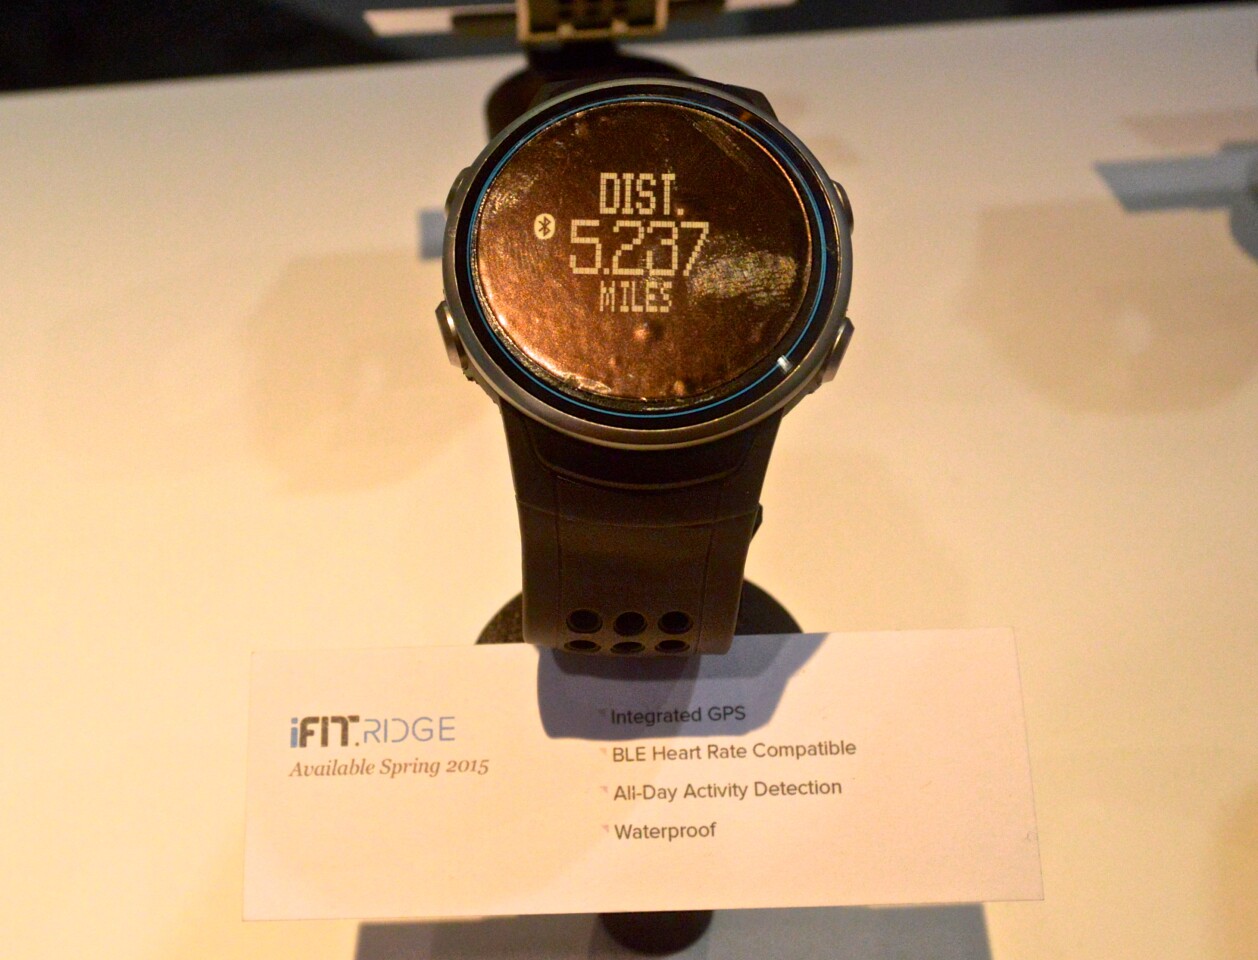 DIST.
5.237
MILES
iFIT.RIDGE
Available Spring 2015
Integrated GPS
BLE Heart Rate Compatible
All-Day Activity Detection
Waterproof